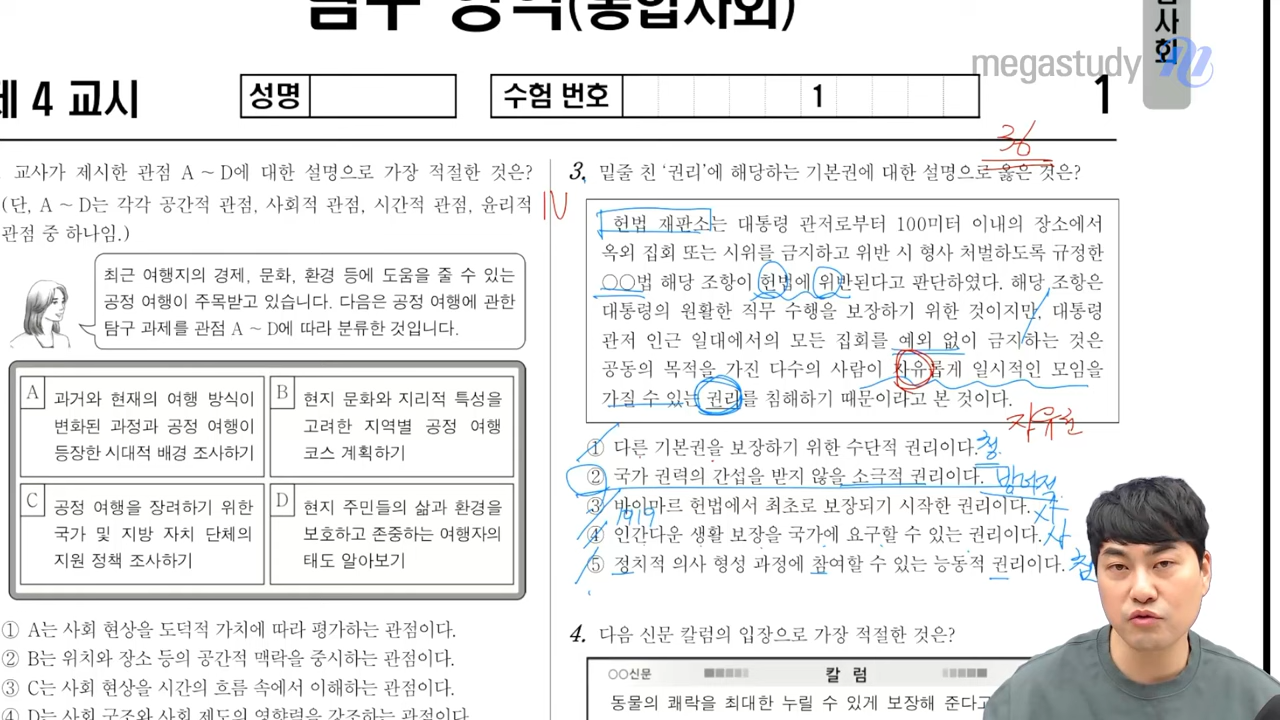 탐구 영역(통합사회)
사회
megastudy
제 4 교시
성명
수험 번호
1
1
교사가 제시한 관점 A ~ D에 대한 설명으로 가장 적절한 것은?
(단, A ~ D는 각각 공간적 관점, 사회적 관점, 시간적 관점, 윤리적
관점 중 하나임.)
IV
최근 여행지의 경제, 문화, 환경 등에 도움을 줄 수 있는
공정 여행이 주목받고 있습니다. 다음은 공정 여행에 관한
탐구 과제를 관점 A ~ D에 따라 분류한 것입니다.
A
과거와 현재의 여행 방식이
변화된 과정과 공정 여행이
등장한 시대적 배경 조사하기
B
현지 문화와 지리적 특성을
고려한 지역별 공정 여행
코스 계획하기
C
공정 여행을 장려하기 위한
국가 및 지방 자치 단체의
지원 정책 조사하기
D
현지 주민들의 삶과 환경을
보호하고 존중하는 여행자의
태도 알아보기
① A는 사회 현상을 도덕적 가치에 따라 평가하는 관점이다.
② B는 위치와 장소 등의 공간적 맥락을 중시하는 관점이다.
③ C는 사회 현상을 시간의 흐름 속에서 이해하는 관점이다.
④ D는 사회 구조와 사회 제도의 영향력을 강조하는 관점이다.
36
3. 밑줄 친 ‘권리’에 해당하는 기본권에 대한 설명으로 옳은 것은?
헌법 재판소는 대통령 관저로부터 100미터 이내의 장소에서
옥외 집회 또는 시위를 금지하고 위반 시 형사 처벌하도록 규정한
○○법 해당 조항이 헌법에 위반된다고 판단하였다. 해당 조항은
대통령의 원활한 직무 수행을 보장하기 위한 것이지만, 대통령
관저 인근 일대에서의 모든 집회를 예외 없이 금지하는 것은
공동의 목적을 가진 다수의 사람이 자유롭게 일시적인 모임을
가질 수 있는 권리를 침해하기 때문이라고 본 것이다.
자유권
① 다른 기본권을 보장하기 위한 수단적 권리이다. 청
② 국가 권력의 간섭을 받지 않을 소극적 권리이다. 방어적
③ 바이마르 헌법에서 최초로 보장되기 시작한 권리이다. 사
1919
④ 인간다운 생활 보장을 국가에 요구할 수 있는 권리이다. 사
⑤ 정치적 의사 형성 과정에 참여할 수 있는 능동적 권리이다. 참
4. 다음 신문 칼럼의 입장으로 가장 적절한 것은?
○○신문
칼 럼
동물의 쾌락을 최대한 누릴 수 있게 보장해 준다고